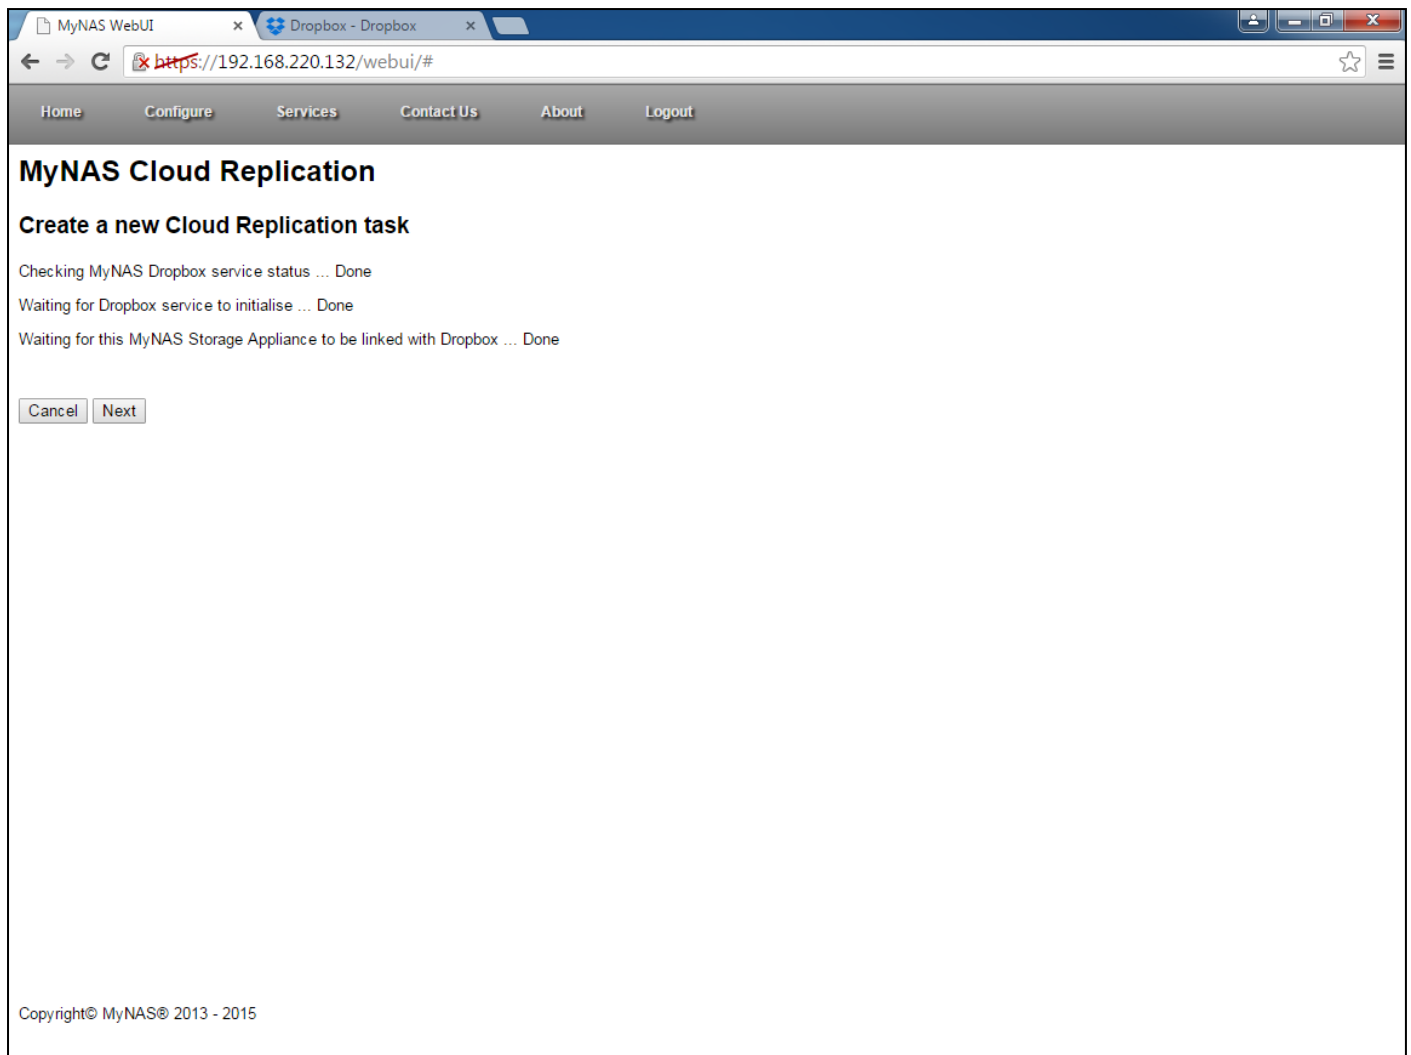 MyNAS WebUI
Dropbox - Dropbox
https://192.168.220.132/webui/#
Home Configure Services Contact Us About Logout
MyNAS Cloud Replication
Create a new Cloud Replication task
Checking MyNAS Dropbox service status ... Done
Waiting for Dropbox service to initialise ... Done
Waiting for this MyNAS Storage Appliance to be linked with Dropbox ... Done
Cancel Next
Copyright© MyNAS® 2013 - 2015